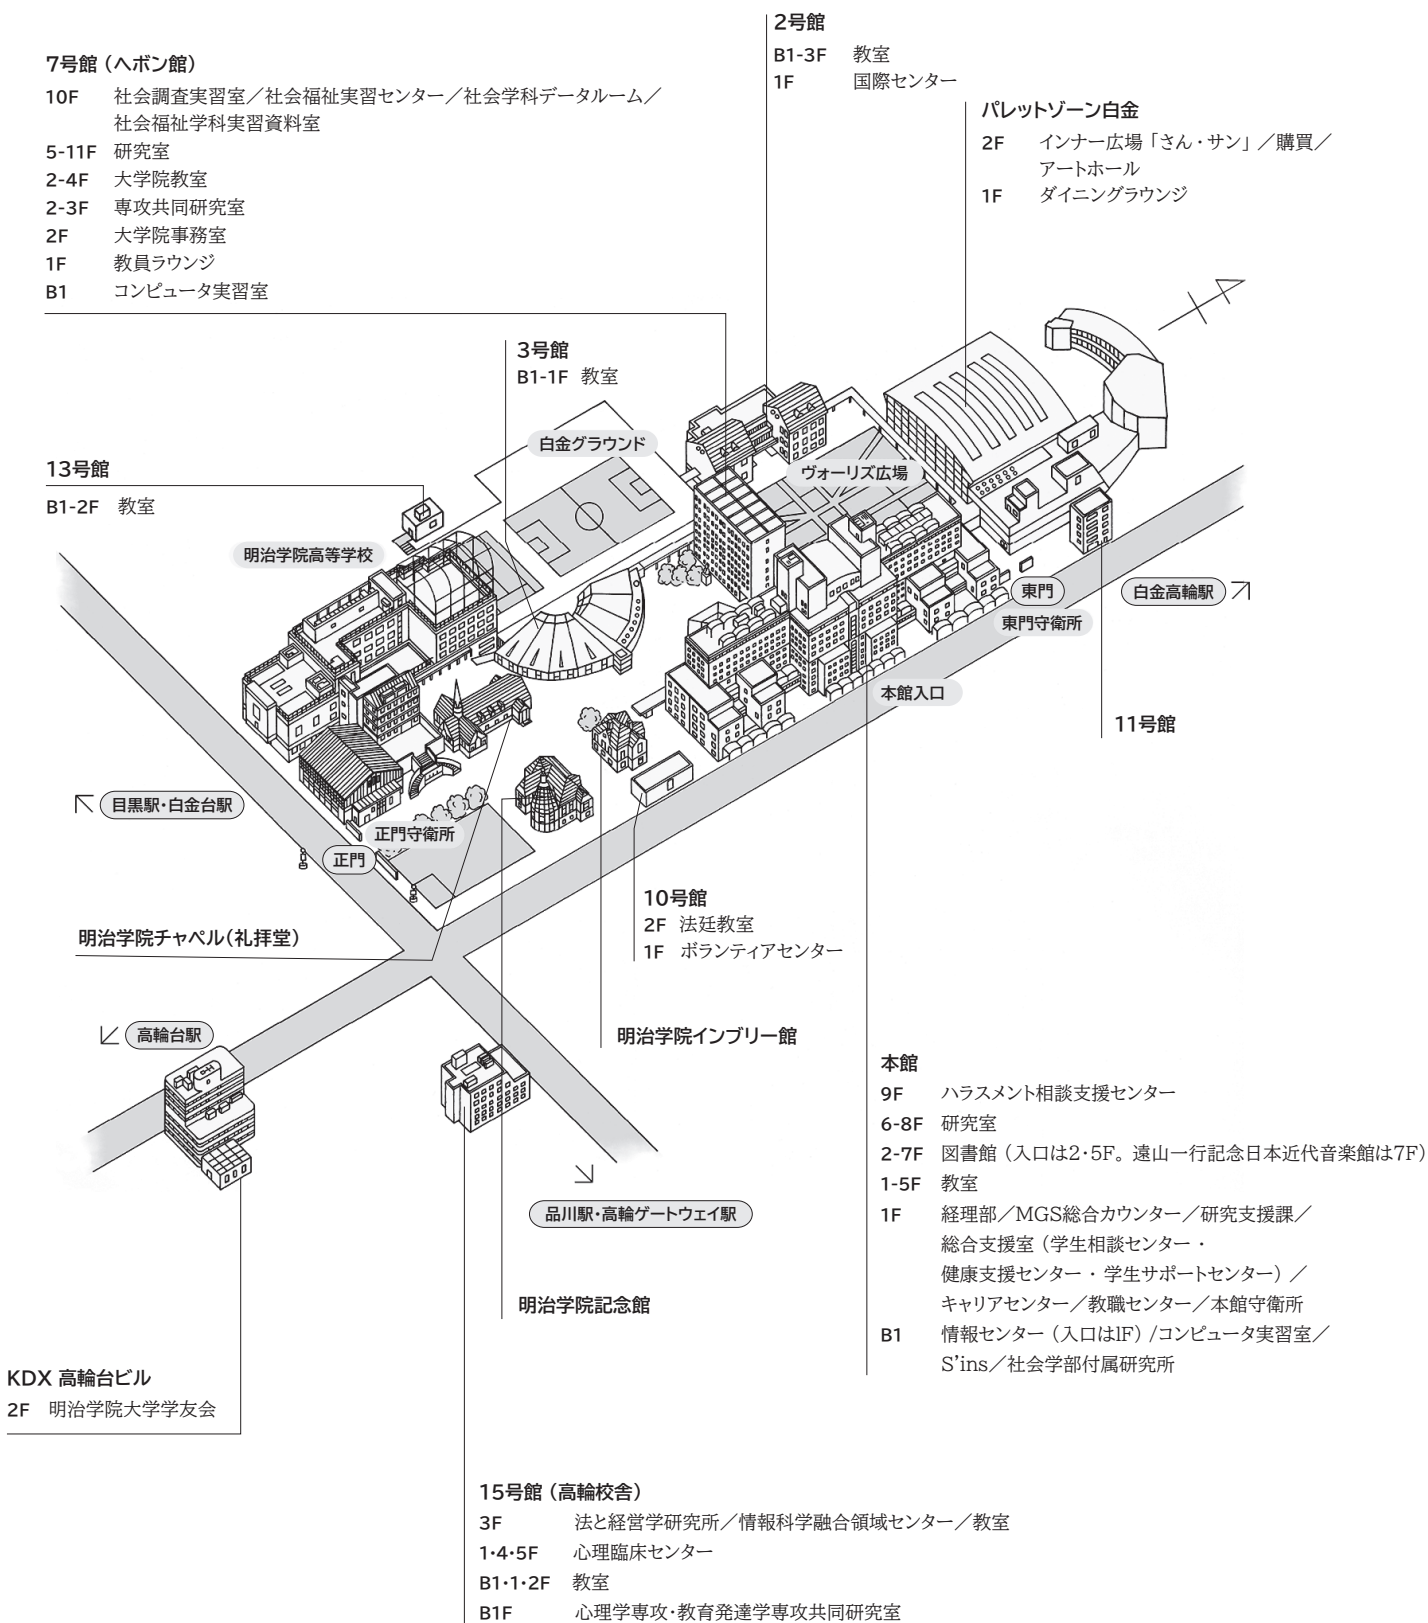 2号館
B1-3F 教室
1F 国際センター
7号館（ヘボン館）
10F 社会調査実習室／社会福祉実習センター／社会学科データルーム／
社会福祉学科実習資料室
5-11F 研究室
2-4F 大学院教室
2-3F 専攻共同研究室
2F 大学院事務室
1F 教員ラウンジ
B1 コンピュータ実習室
パレットゾーン白金
2F インナー広場「さん・サン」／購買／
アートホール
1F ダイニングラウンジ
3号館
B1-1F 教室
白金グラウンド
ヴォーリズ広場
13号館
B1-2F 教室
明治学院高等学校
東門
白金高輪駅
東門守衛所
本館入口
11号館
目黒駅・白金台駅
正門守衛所
正門
10号館
2F 法廷教室
1F ボランティアセンター
明治学院チャペル（礼拝堂）
高輪台駅
明治学院インブリー館
本館
9F ハラスメント相談支援センター
6-8F 研究室
2-7F 図書館（入口は2・5F。遠山一行記念日本近代音楽館は7F）
1-5F 教室
1F 経理部／MGS総合カウンター／研究支援課／
総合支援室（学生相談センター・
健康支援センター・学生サポートセンター）／
キャリアセンター／教職センター／本館守衛所
B1 情報センター（入口は1F）/コンピュータ実習室／
S'ins／社会学部付属研究所
品川駅・高輪ゲートウェイ駅
明治学院記念館
KDX 高輪台ビル
2F 明治学院大学学友会
15号館（高輪校舎）
3F 法と経営学研究所／情報科学融合領域センター／教室
1・4・5F 心理臨床センター
B1・1・2F 教室
B1F 心理学専攻・教育発達学専攻共同研究室